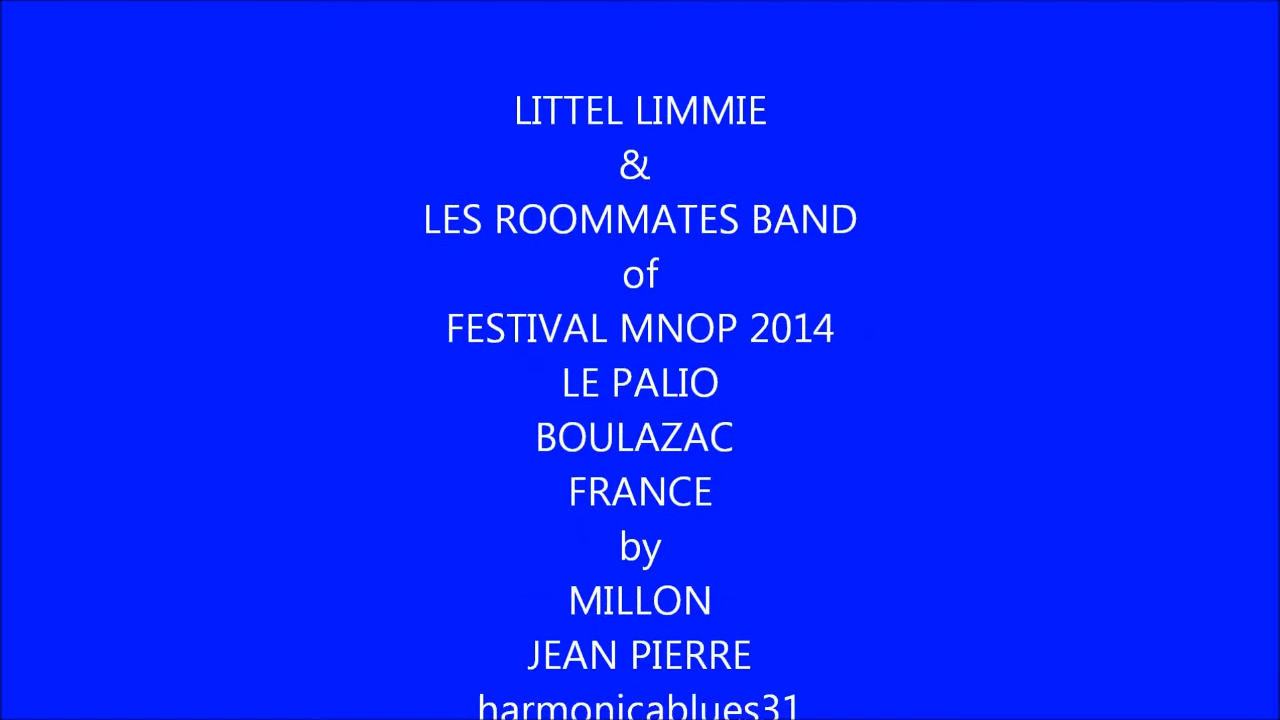 LITTEL LIMMIE
&
LES ROOMMATES BAND
of
FESTIVAL MNOP 2014
LE PALIO
BOULAZAC
FRANCE
by
MILLON
JEAN PIERRE
harmonicablues31